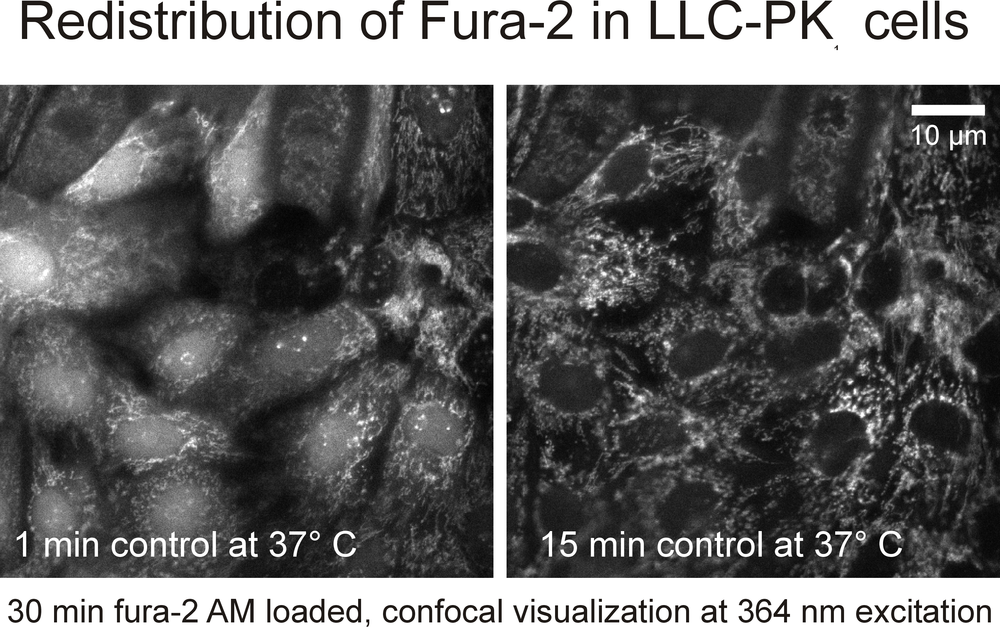 Redistribution of Fura-2 in LLC-PK₁ cells
10 µm
1 min control at 37° C
15 min control at 37° C
30 min fura-2 AM loaded, confocal visualization at 364 nm excitation